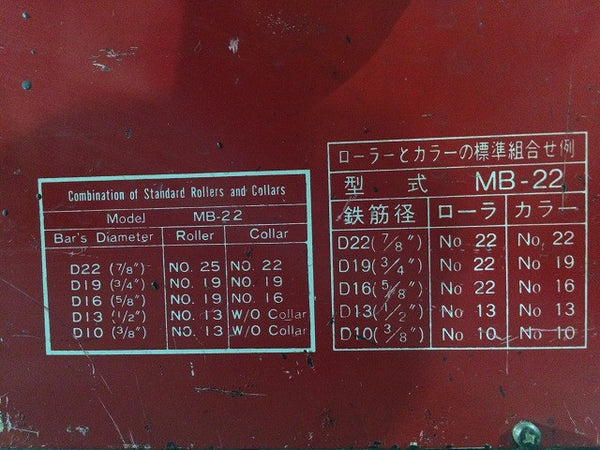 Combination of Standard Rollers and Collars
Model MB-22
Bar's Diameter Roller Collar
D22 (7/8") NO. 25 NO. 22
D19 (3/4") NO. 19 NO. 19
D16 (5/8") NO. 19 NO. 16
D13 (1/2") NO. 13 W/O Collar
D10 (3/8") NO. 13 W/O Collar
ローラーとカラーの標準組合せ例
型式 MB-22
鉄筋径 ローラ カラー
D22(7/8") No 22 No 22
D19(3/4") No 22 No 19
D16(5/8") No 22 No 16
D13(1/2") No 13 No 13
D10(3/8") No 10 No 10